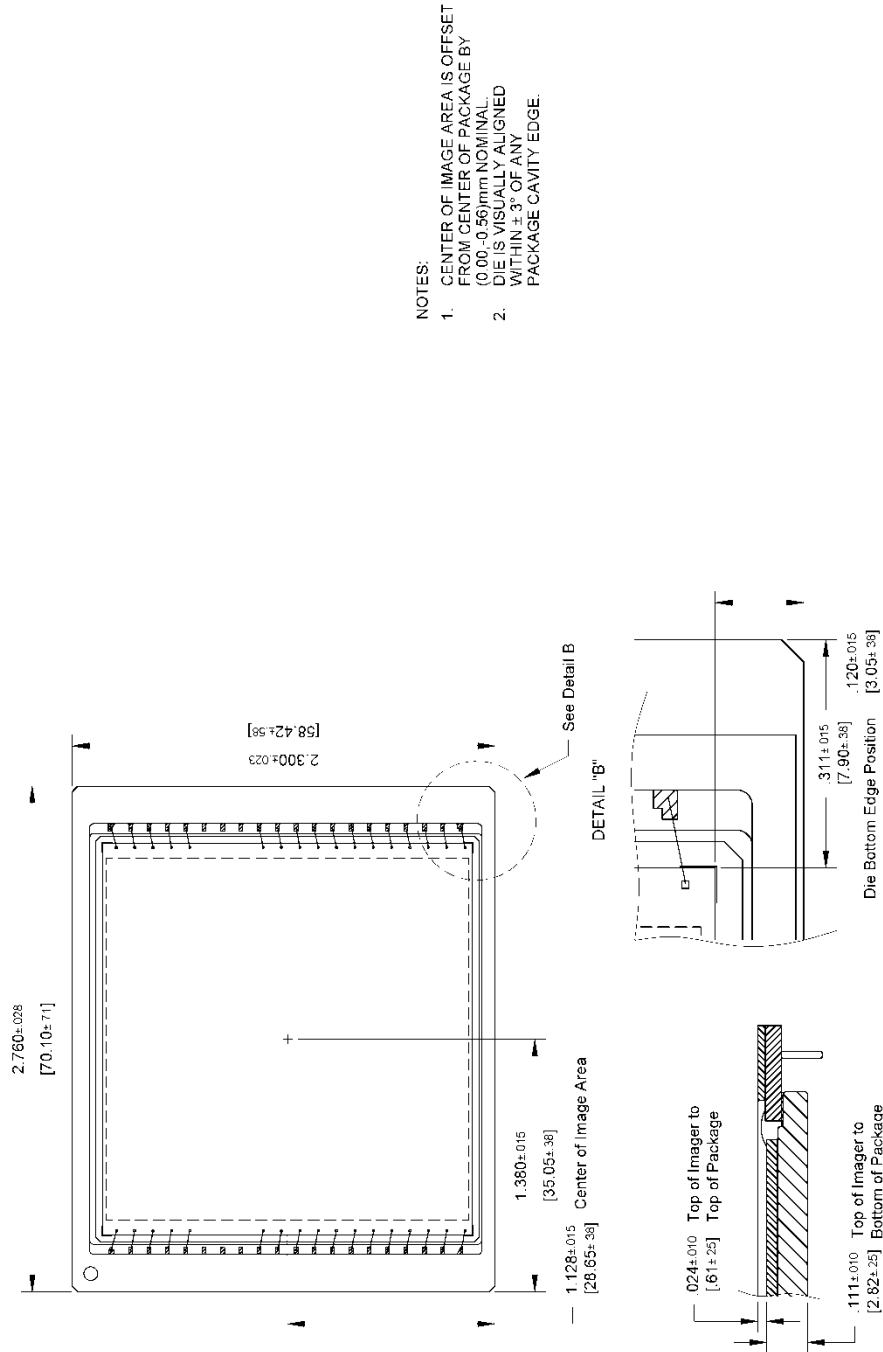 2.760±.028
[70.10±.71]
2.300±.023
[58.42±.58]
1.380±.015
[35.05±.38]
1.128±.015
[28.65±.38]
Center of Image Area
See Detail B
NOTES:
1. CENTER OF IMAGE AREA IS OFFSET
FROM CENTER OF PACKAGE BY
(0.00,-0.56)mm NOMINAL.
2. DIE IS VISUALLY ALIGNED
WITHIN ± 3° OF ANY
PACKAGE CAVITY EDGE.
.024±.010 Top of Imager to
[.61±.25] Top of Package
.111±.010 Top of Imager to
[2.82±.25] Bottom of Package
DETAIL "B"
.311±.015
[7.90±.38]
.120±.015
[3.05±.38]
Die Bottom Edge Position